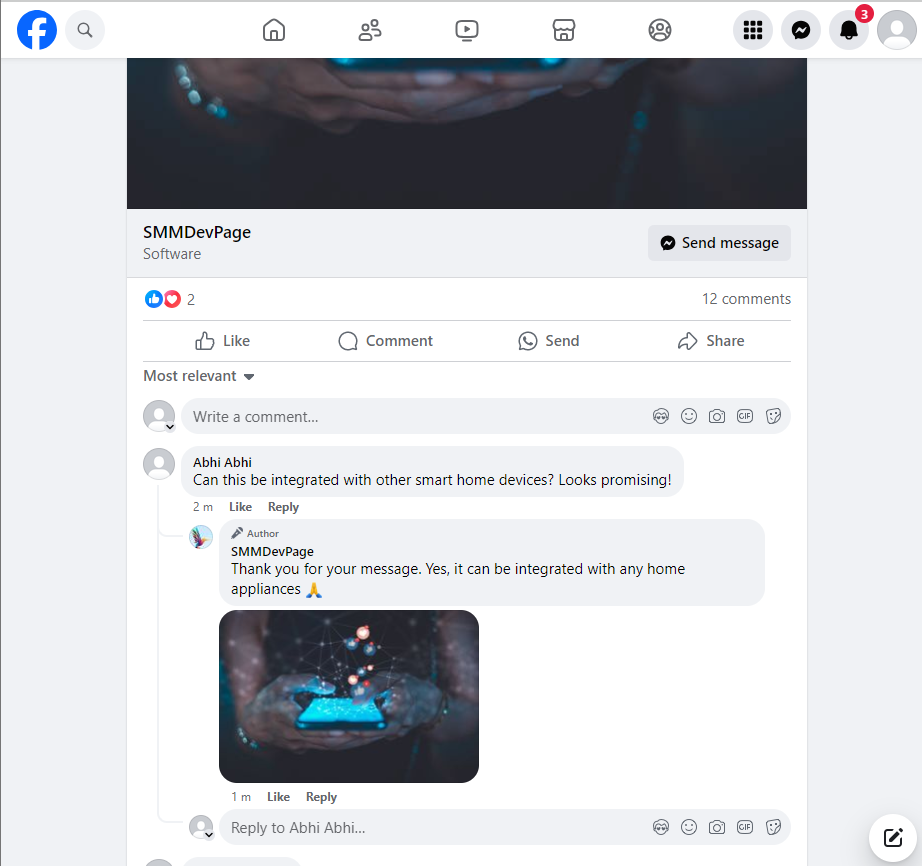 3
SMMDevPage
Software
Send message
2
12 comments
Like
Comment
Send
Share
Most relevant
Write a comment...
GIF
Abhi Abhi
Can this be integrated with other smart home devices? Looks promising!
2 m Like Reply
Author
SMMDevPage
Thank you for your message. Yes, it can be integrated with any home
appliances 🙏
1 m Like Reply
Reply to Abhi Abhi...
GIF